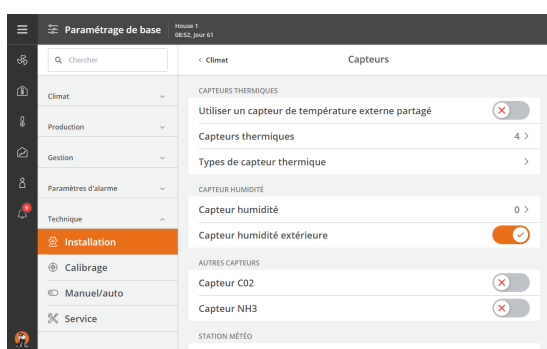 Paramétrage de base
House 1
08:52, Jour 61
Chercher
< Climat
Capteurs
Climat
Production
Gestion
Paramètres d'alarme
Technique
Installation
Calibrage
Manuel/auto
Service
CAPTEURS THERMIQUES
Utiliser un capteur de température externe partagé
Capteurs thermiques
4 >
Types de capteur thermique
>
CAPTEUR HUMIDITÉ
Capteur humidité
0 >
Capteur humidité extérieure
AUTRES CAPTEURS
Capteur C02
Capteur NH3
STATION MÉTÉO